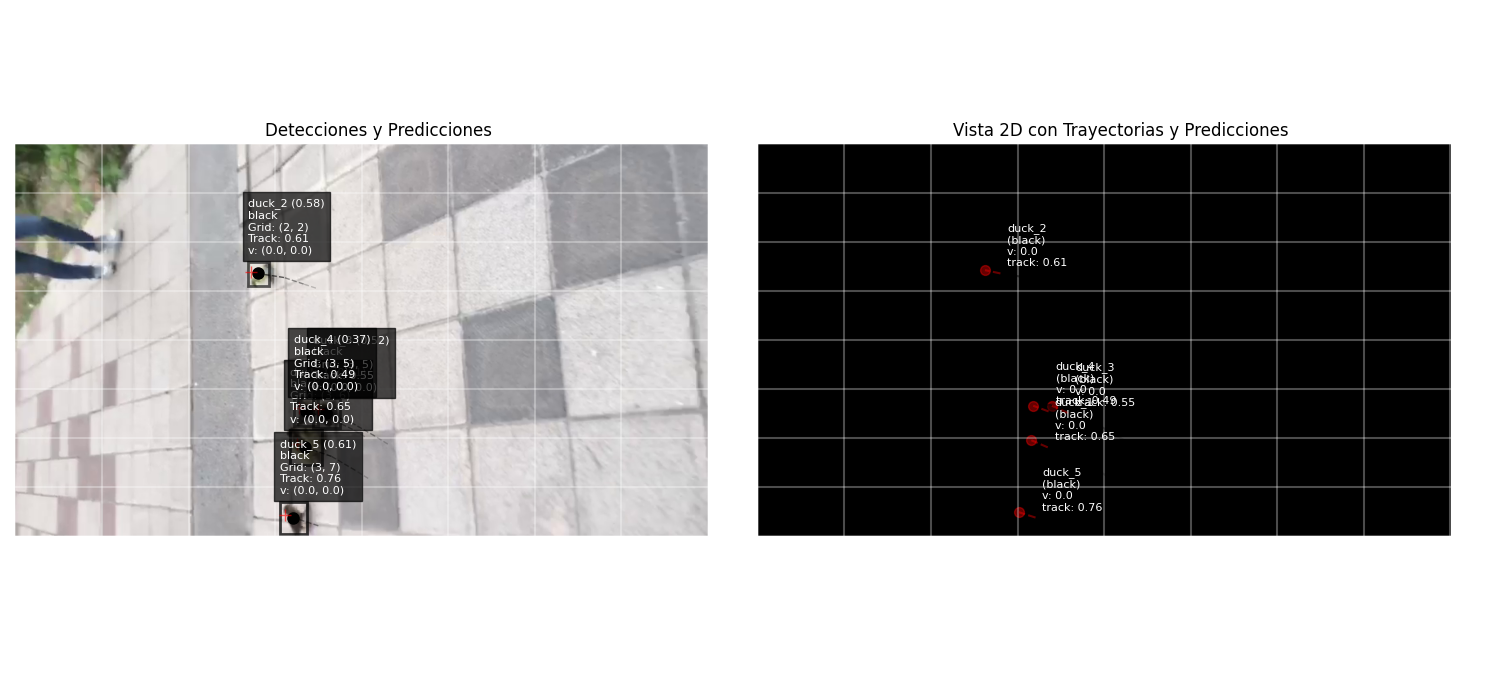 Detecciones y Predicciones
duck_2 (0.58)
black
Grid: (2, 2)
Track: 0.61
v: (0.0, 0.0)
duck_4 (0.37)
black
Grid: (3, 5)
Track: 0.49
v: (0.0, 0.0)
Track: 0.65
v: (0.0, 0.0)
duck_5 (0.61)
black
Grid: (3, 7)
Track: 0.76
v: (0.0, 0.0)
Vista 2D con Trayectorias y Predicciones
duck_2
(black)
v: 0.0
track: 0.61
duck_3
(black)
v: 0.0
track: 0.55
(black)
v: 0.0
track: 0.49
(black)
v: 0.0
track: 0.65
duck_5
(black)
v: 0.0
track: 0.76